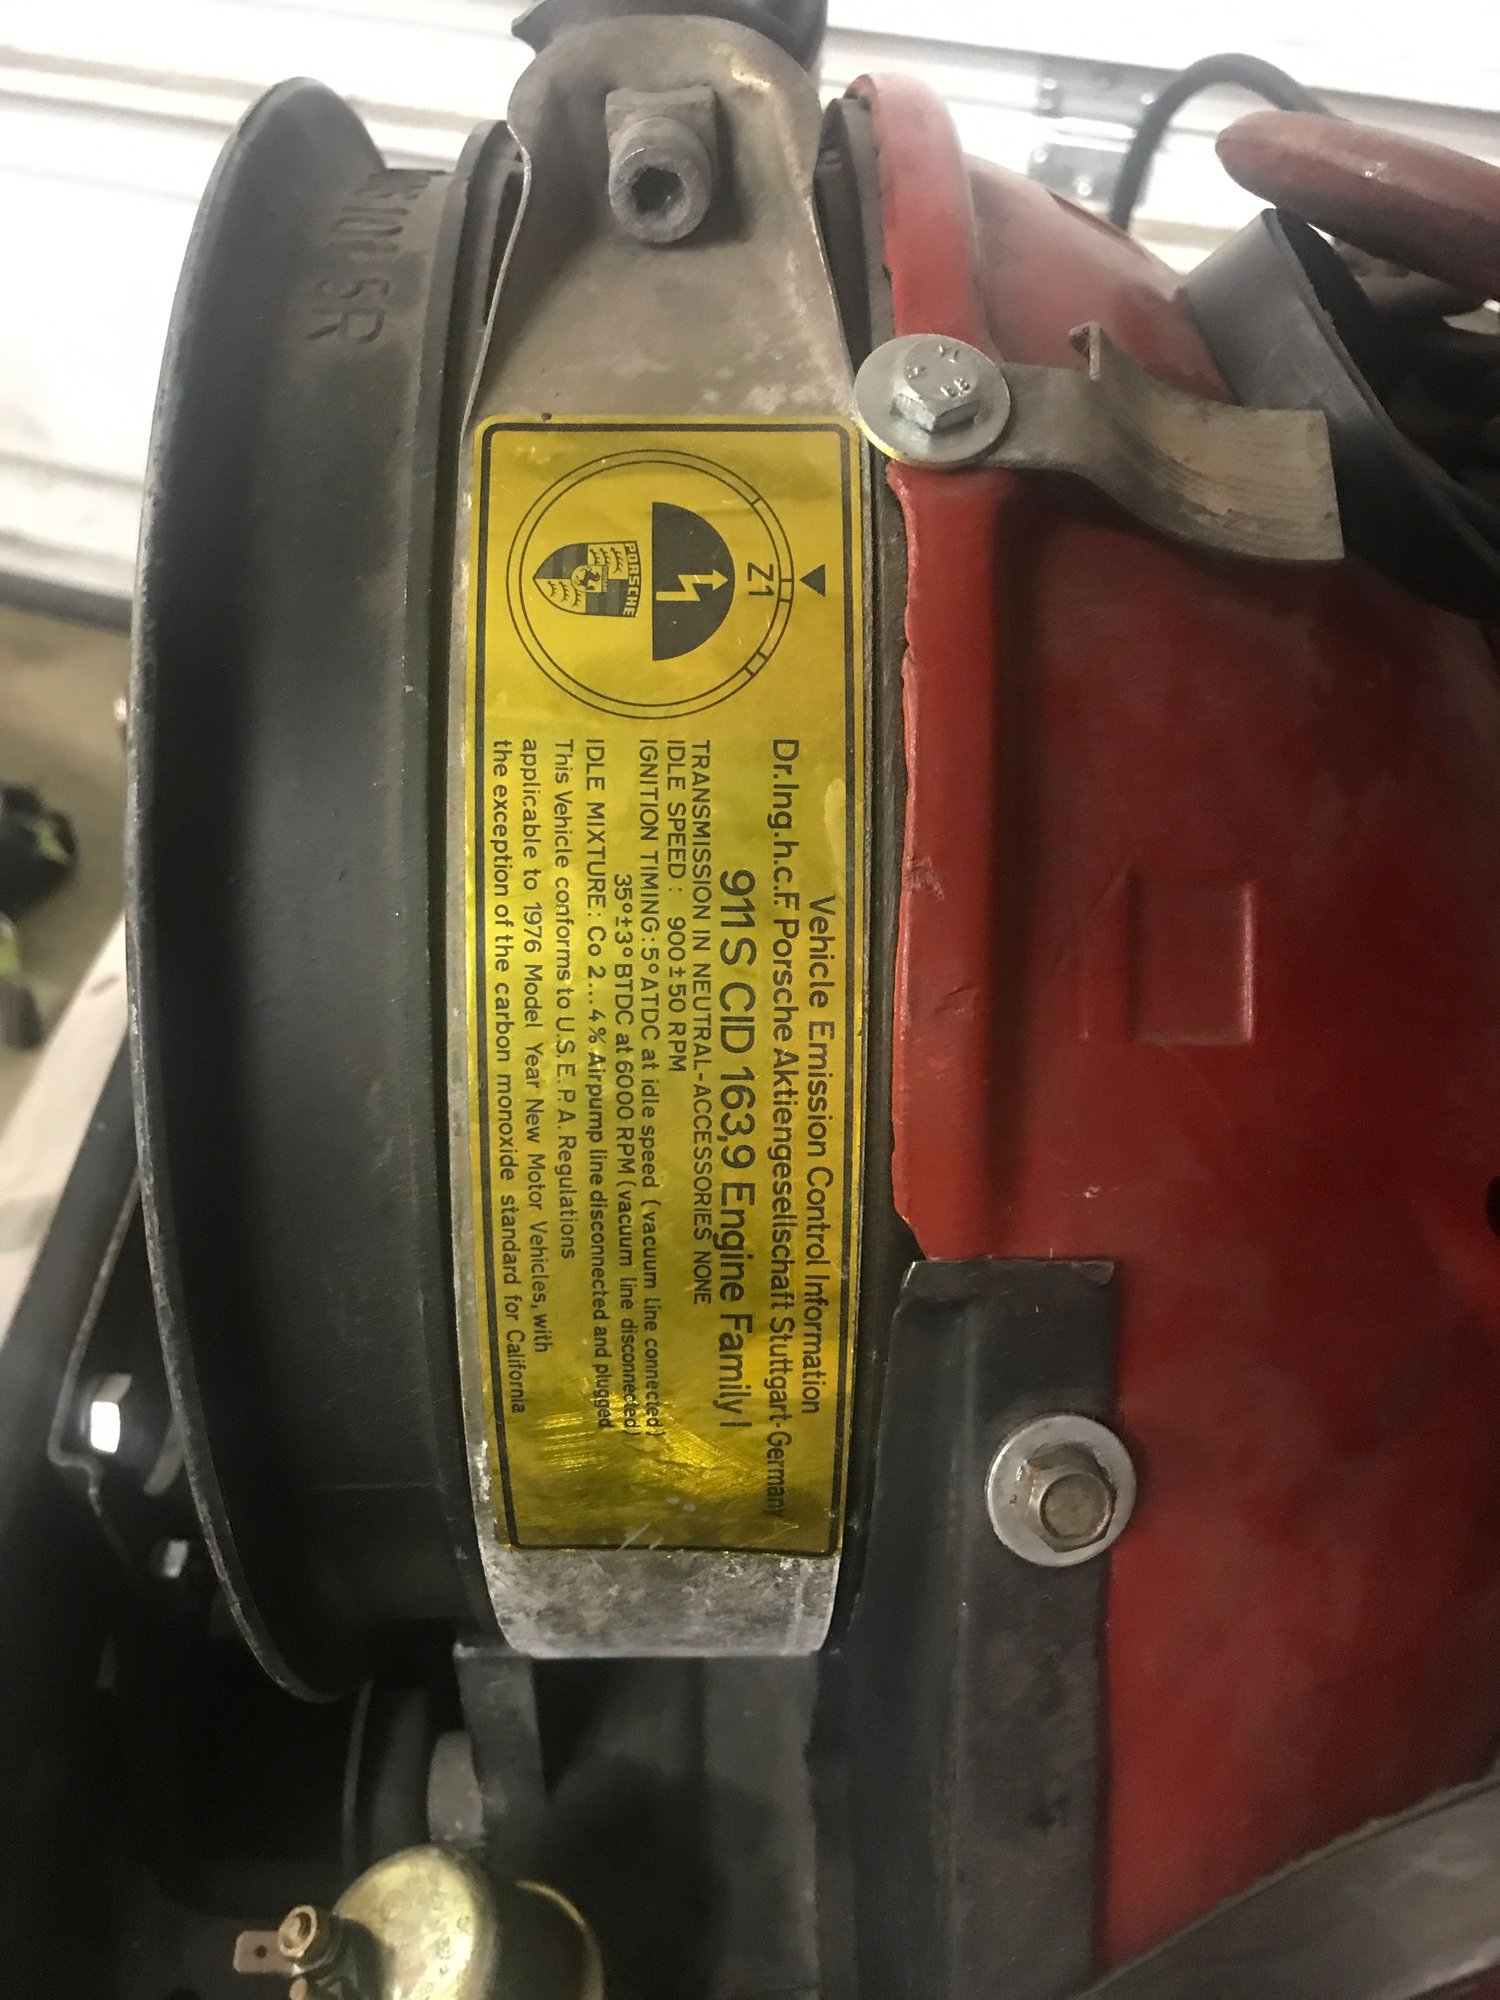 Z1
PORSCHE
Vehicle Emission Control Information
Dr.Ing.h.c.F. Porsche Aktiengesellschaft Stuttgart-Germany
911 S CID 163,9 Engine Family I
TRANSMISSION IN NEUTRAL-ACCESSORIES NONE
IDLE SPEED: 900±50 RPM
IGNITION TIMING: 5° ATDC at idle speed (vacuum line connected)
35°±3° BTDC at 6000 RPM (vacuum line disconnected)
IDLE MIXTURE: Co 2...4% Airpump line disconnected and plugged
This Vehicle conforms to U.S.E.P.A. Regulations
applicable to 1976 Model Year New Motor Vehicles, with
the exception of the carbon monoxide standard for California